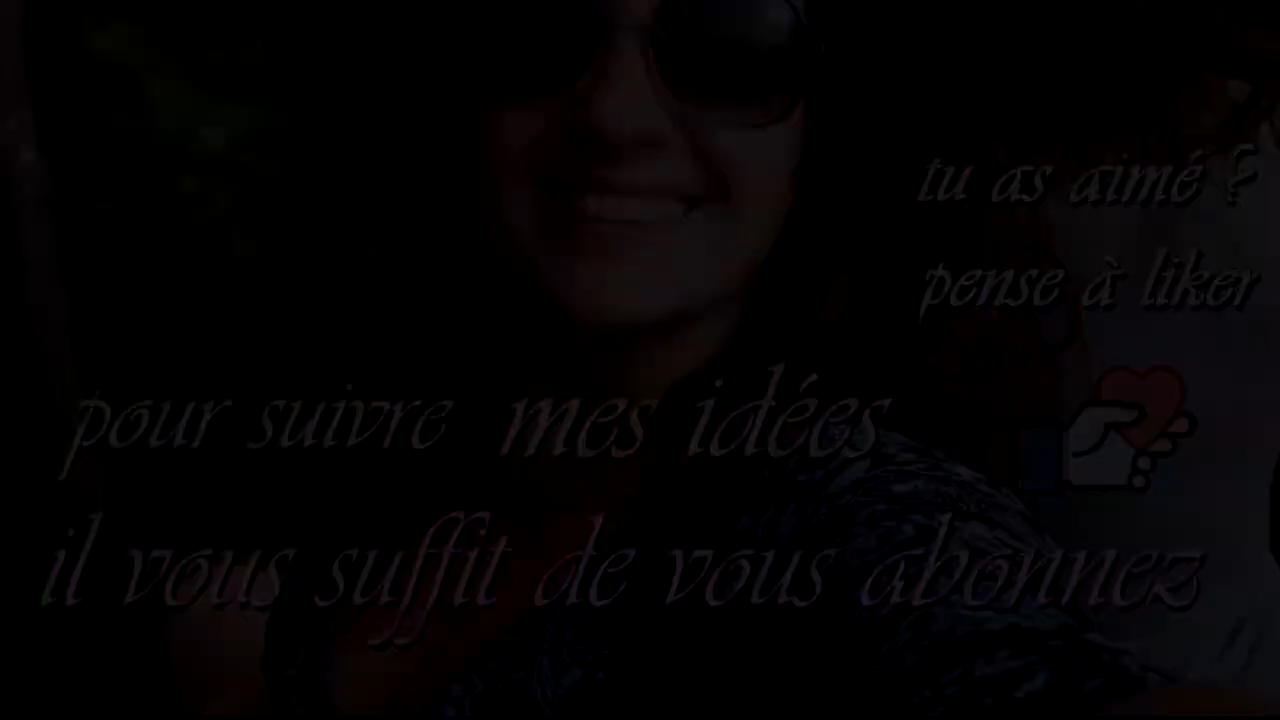 tu as aimé ?
pense à liker
pour suivre mes idées
il vous suffit de vous abonnez